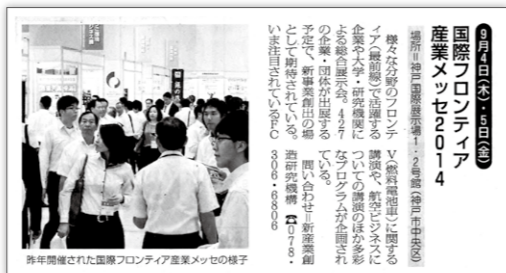 9月4日(木)・5日(金)
国際フロンティア
産業メッセ2014
場所=神戸国際展示場1・2号館(神戸市中央区)
様々な分野のフロンテ
ィア(最前線)で活躍する
企業や大学・研究機関に
よる総合展示会。427
の企業・団体が出展する
予定で、新事業創出の場
として期待されている。
いま注目されているFC
V(燃料電池車)に関する
講演や、航空ビジネスに
ついての講演のほか多彩
なプログラムが企画され
ている。
問い合わせ=新産業創
造研究機構 ☎078・
306・6806
昨年開催された国際フロンティア産業メッセの様子